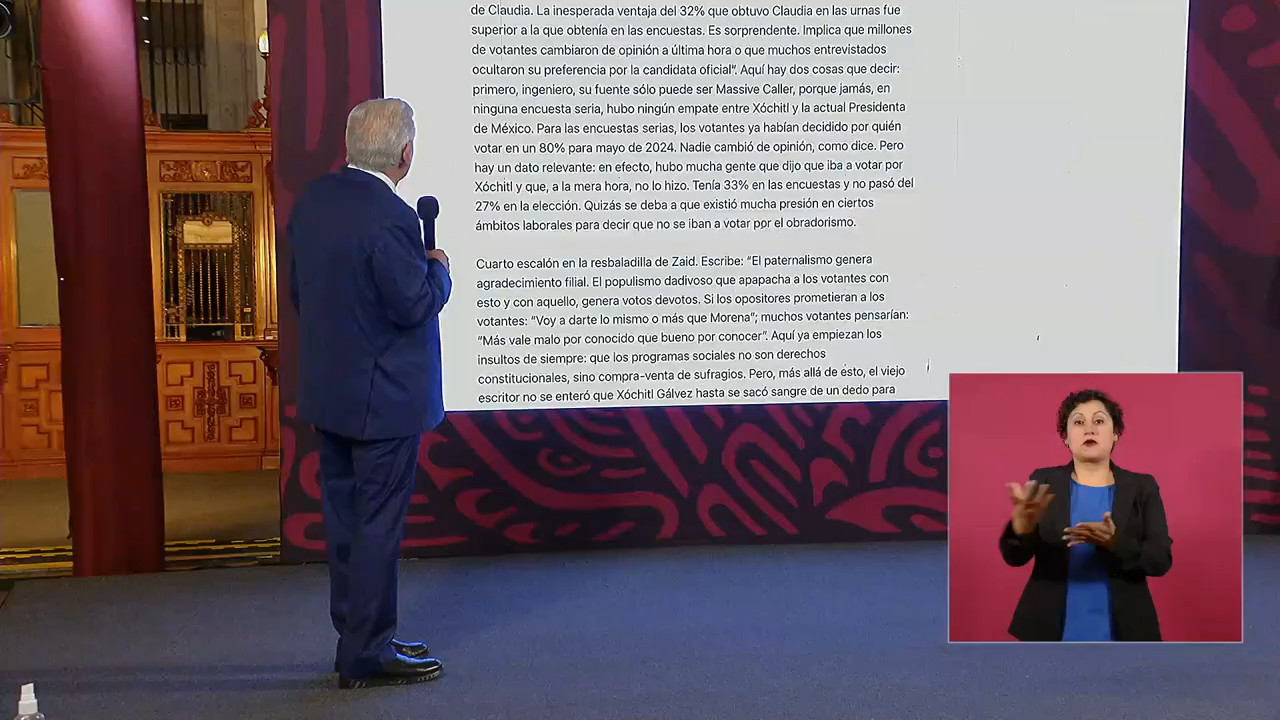 de Claudia. La inesperada ventaja del 32% que obtuvo Claudia en las urnas fue
superior a la que obtenía en las encuestas. Es sorprendente. Implica que millones
de votantes cambiaron de opinión a última hora o que muchos entrevistados
ocultaron su preferencia por la candidata oficial“. Aquí hay dos cosas que decir:
primero, ingeniero, su fuente sólo puede ser Massive Caller, porque jamás, en
ninguna encuesta seria, hubo ningún empate entre Xóchitl y la actual Presidenta
de México. Para las encuestas serias, los votantes ya habían decidido por quién
votar en un 80% para mayo de 2024. Nadie cambió de opinión, como dice. Pero
hay un dato relevante: en efecto, hubo mucha gente que dijo que iba a votar por
Xóchitl y que, a la mera hora, no lo hizo. Tenía 33% en las encuestas y no pasó del
27% en la elección. Quizás se deba a que existió mucha presión en ciertos
ámbitos laborales para decir que no se iban a votar por el obradorismo.
Cuarto escalón en la resbaladilla de Zaid. Escribe: “El paternalismo genera
agradecimiento filial. El populismo dadivoso que apapacha a los votantes con
esto y con aquello, genera votos devotos. Si los opositores prometieran a los
votantes: “Voy a darte lo mismo o más que Morena”; muchos votantes pensarían:
“Más vale malo por conocido que bueno por conocer”. Aquí ya empiezan los
insultos de siempre: que los programas sociales no son derechos
constitucionales, sino compra-venta de sufragios. Pero, más allá de esto, el viejo
escritor no se enteró que Xóchitl Gálvez hasta se sacó sangre de un dedo para